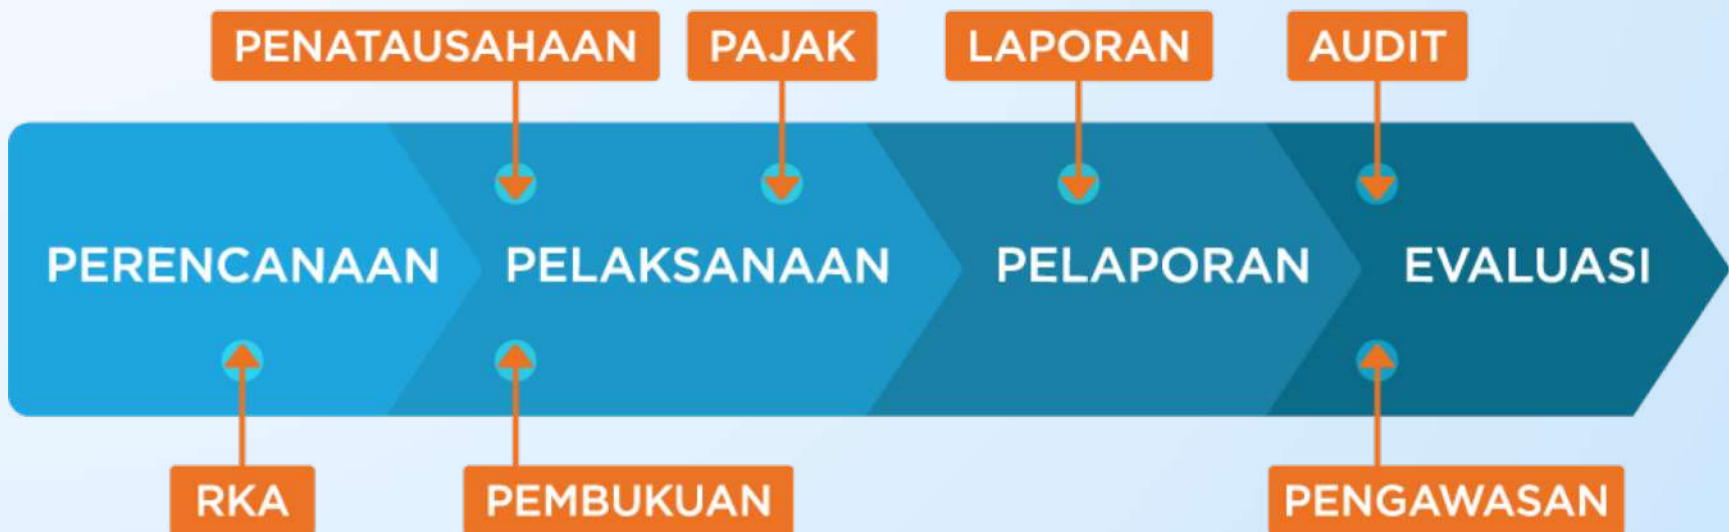 PENATAUSAHAAN
PAJAK
LAPORAN
AUDIT
PERENCANAAN
PELAKSANAAN
PELAPORAN
EVALUASI
RKA
PEMBUKUAN
PENGAWASAN